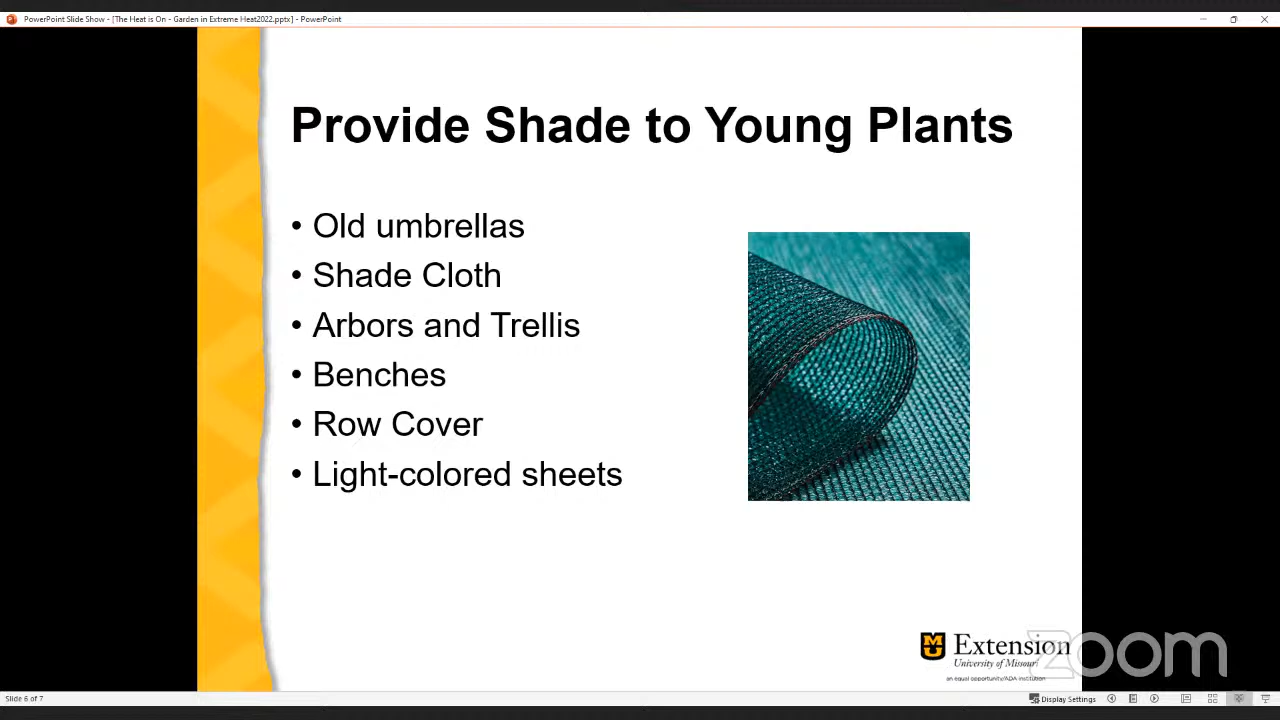 PowerPoint Slide Show - [The Heat is On - Garden in Extreme Heat2022.pptx] - PowerPoint
Provide Shade to Young Plants
• Old umbrellas
• Shade Cloth
• Arbors and Trellis
• Benches
• Row Cover
• Light-colored sheets
MU Extension
University of Missouri
an equal opportunity/ADA institution
zoom
Slide 6 of 7
Display Settings